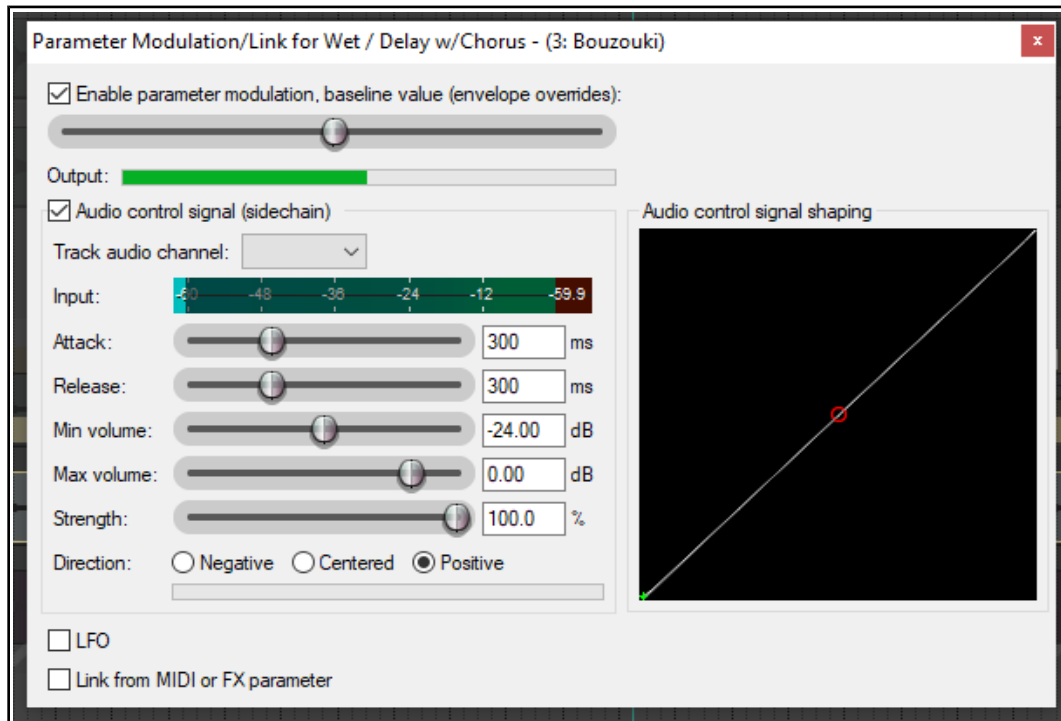 Parameter Modulation/Link for Wet / Delay w/Chorus - (3: Bouzouki)
x
Enable parameter modulation, baseline value (envelope overrides):
Output:
Audio control signal (sidechain)
Audio control signal shaping
Track audio channel:
Input: -60 -48 -36 -24 -12 -59.9
Attack: 300 ms
Release: 300 ms
Min volume: -24.00 dB
Max volume: 0.00 dB
Strength: 100.0 %
Direction: Negative Centered Positive
LFO
Link from MIDI or FX parameter